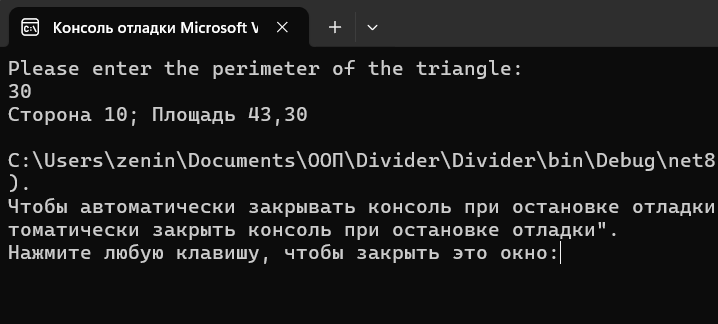 Консоль отладки Microsoft V
Please enter the perimeter of the triangle:
30
Сторона 10; Площадь 43,30
C:\Users\zenin\Documents\ООП\Divider\Divider\bin\Debug\net8
).
Чтобы автоматически закрывать консоль при остановке отладки
томатически закрыть консоль при остановке отладки".
Нажмите любую клавишу, чтобы закрыть это окно: